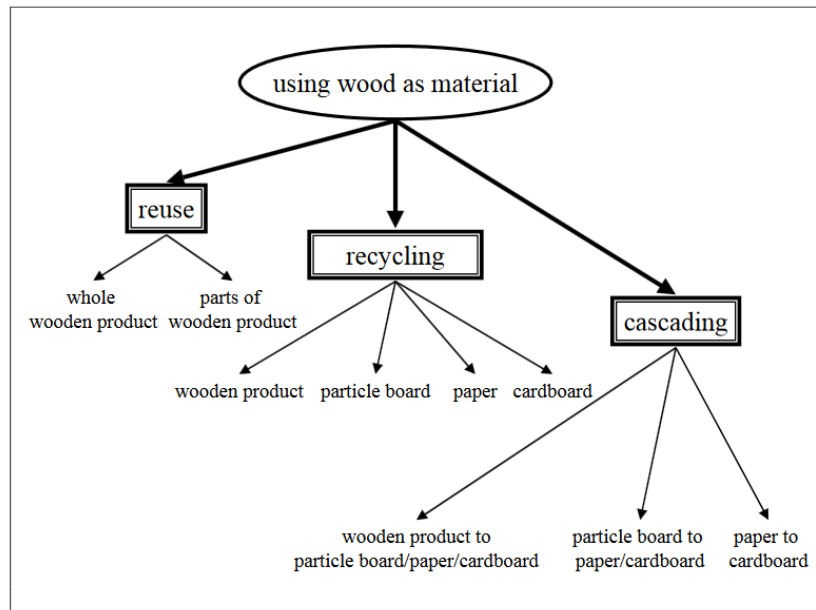 using wood as material
reuse
whole
wooden product
parts of
wooden product
recycling
wooden product
particle board
paper
cardboard
cascading
wooden product to
particle board/paper/cardboard
particle board to
paper/cardboard
paper to
cardboard